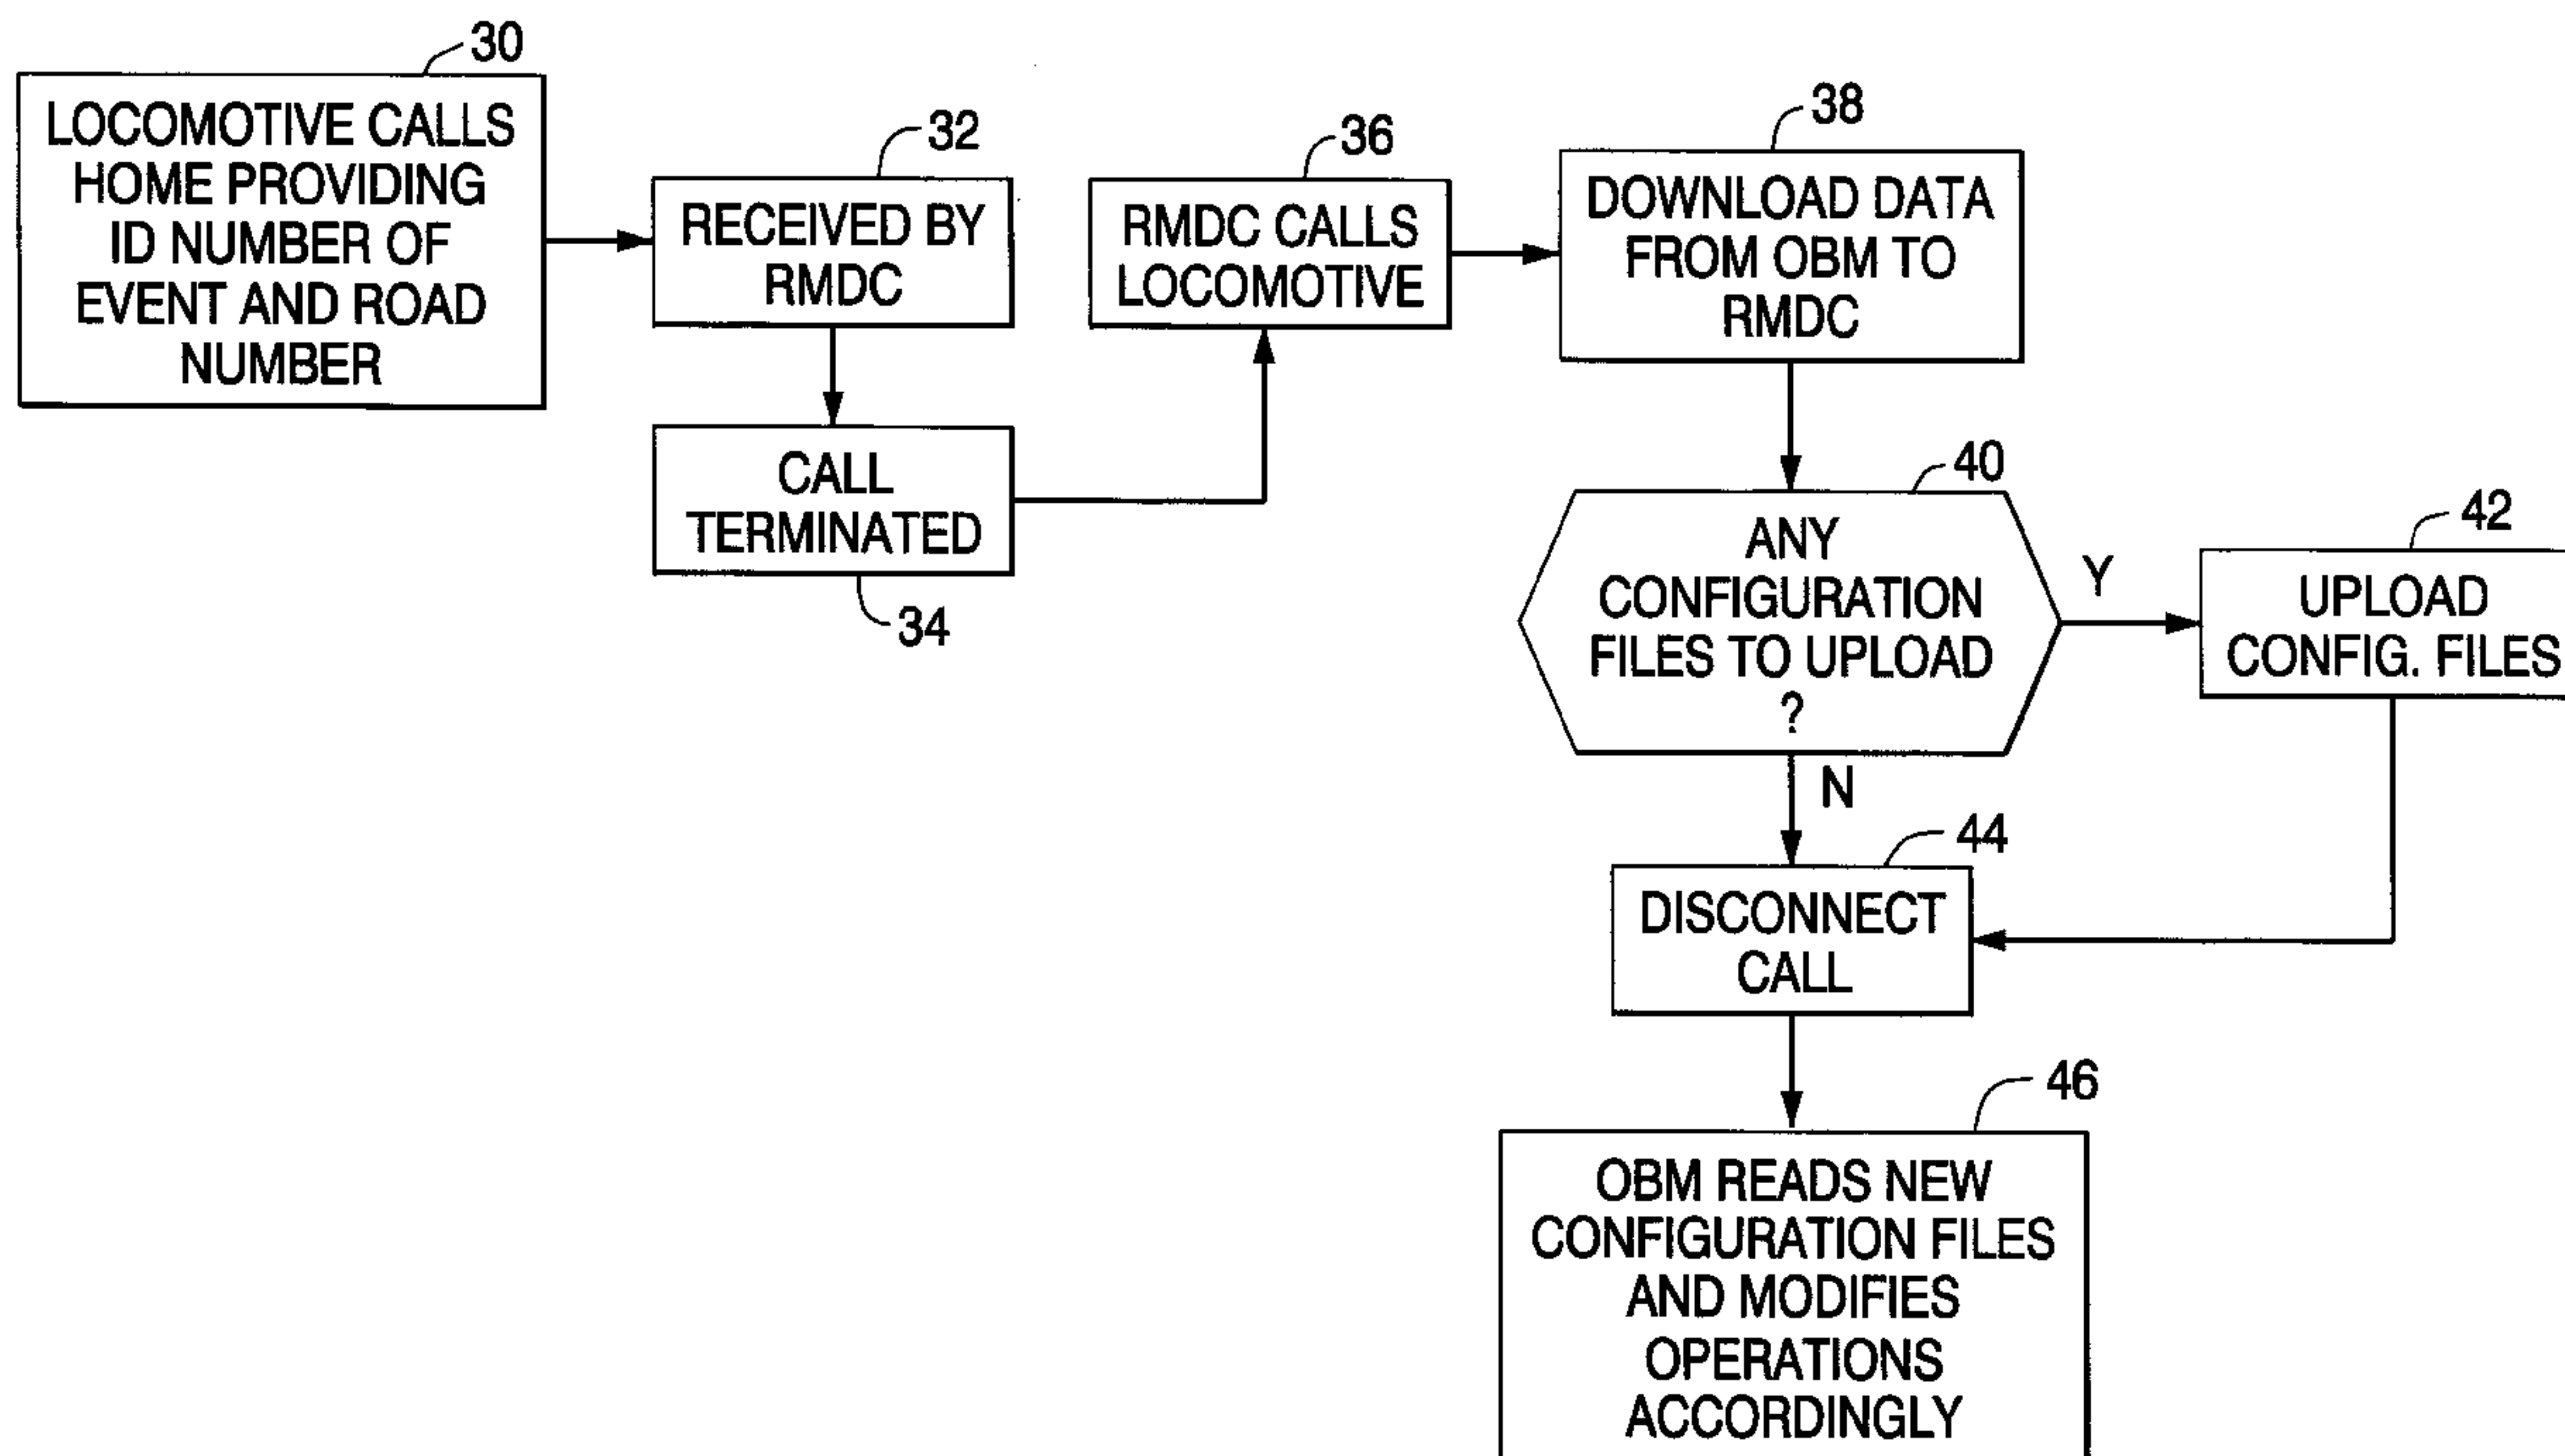 30
LOCOMOTIVE CALLS
HOME PROVIDING
ID NUMBER OF
EVENT AND ROAD
NUMBER
32
RECEIVED BY
RMDC
CALL
TERMINATED
34
36
RMDC CALLS
LOCOMOTIVE
38
DOWNLOAD DATA
FROM OBM TO
RMDC
40
ANY
CONFIGURATION
FILES TO UPLOAD
?
Y
42
UPLOAD
CONFIG. FILES
N
44
DISCONNECT
CALL
46
OBM READS NEW
CONFIGURATION FILES
AND MODIFIES
OPERATIONS
ACCORDINGLY